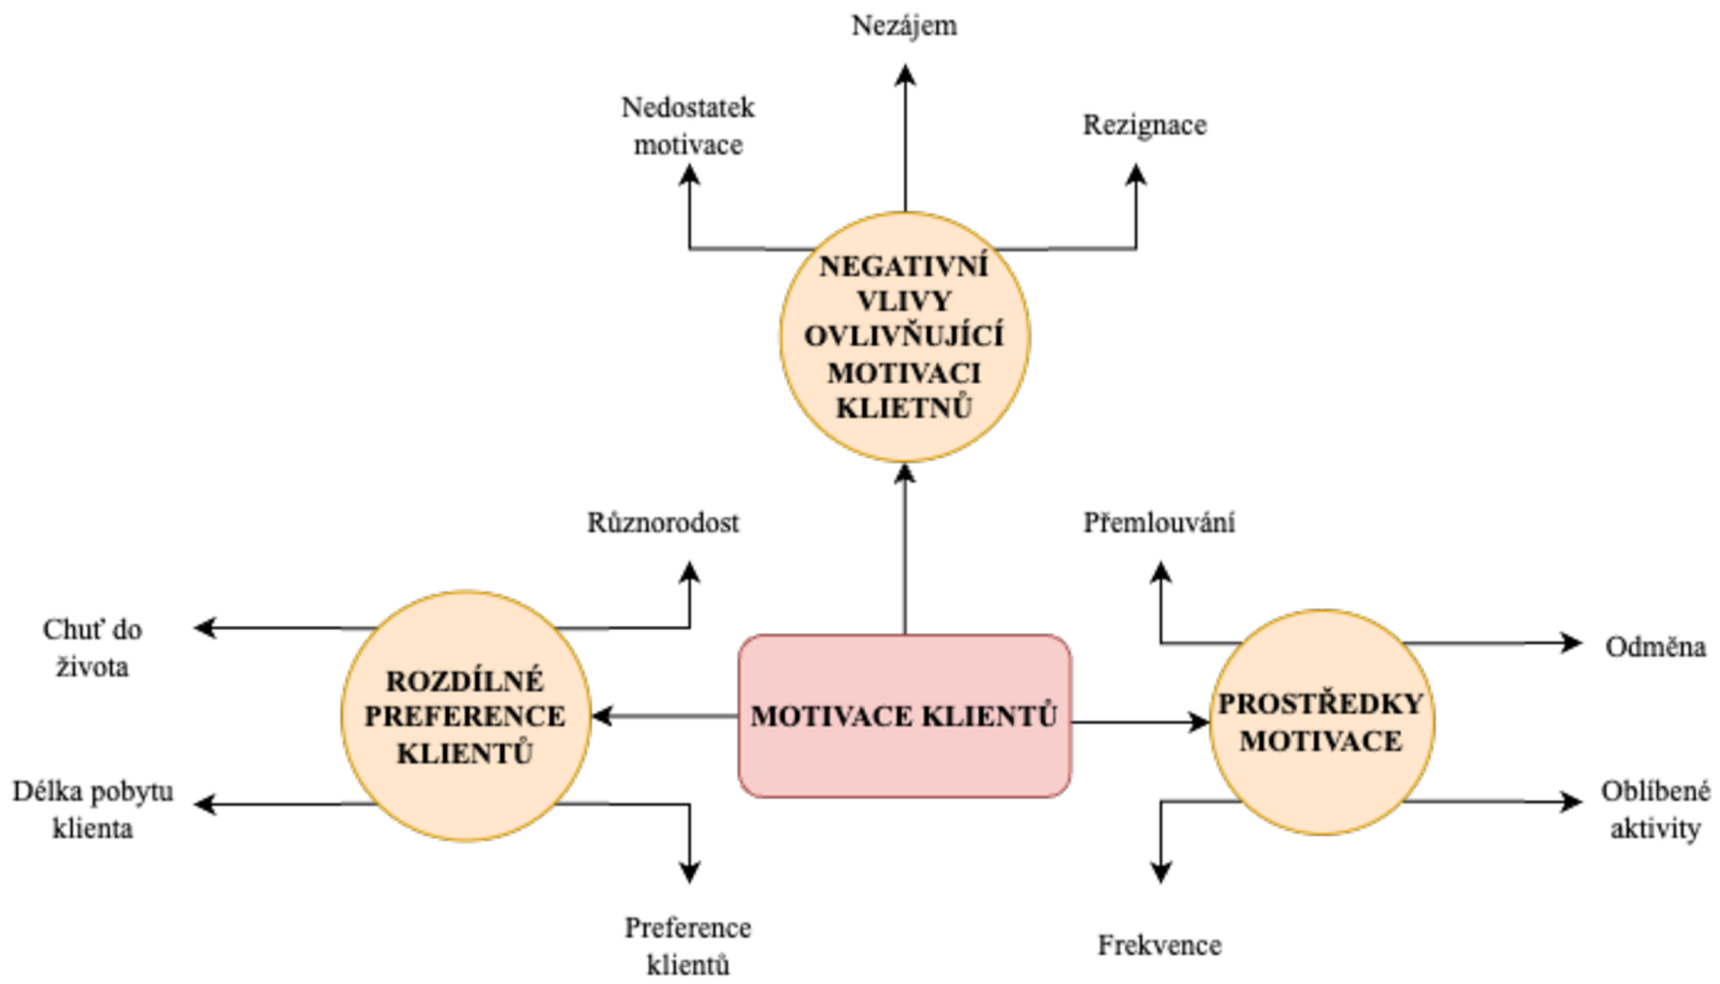 Nezájem
Nedostatek
motivace
Rezignace
NEGATIVNÍ
VLIVY
OVLIVŇUJÍCÍ
MOTIVACI
KLIETNŮ
Různorodost
Přemlouvání
Chuť do
života
ROZDÍLNÉ
PREFERENCE
KLIENTŮ
MOTIVACE KLIENTŮ
PROSTŘEDKY
MOTIVACE
Odměna
Délka pobytu
klienta
Oblíbené
aktivity
Preference
klientů
Frekvence